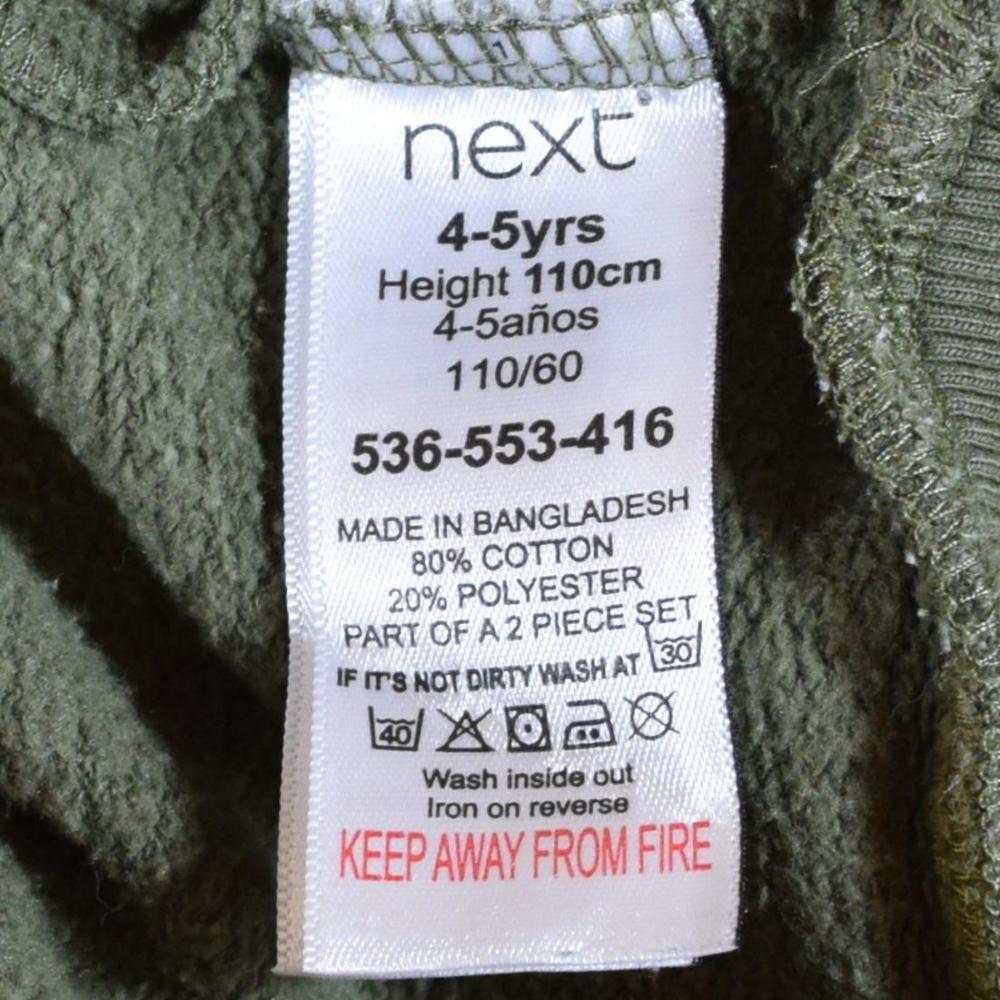 next
4-5yrs
Height 110cm
4-5años
110/60
536-553-416
MADE IN BANGLADESH
80% COTTON
20% POLYESTER
PART OF A 2 PIECE SET
IF IT'S NOT DIRTY WASH AT 30
40
Wash inside out
Iron on reverse
KEEP AWAY FROM FIRE